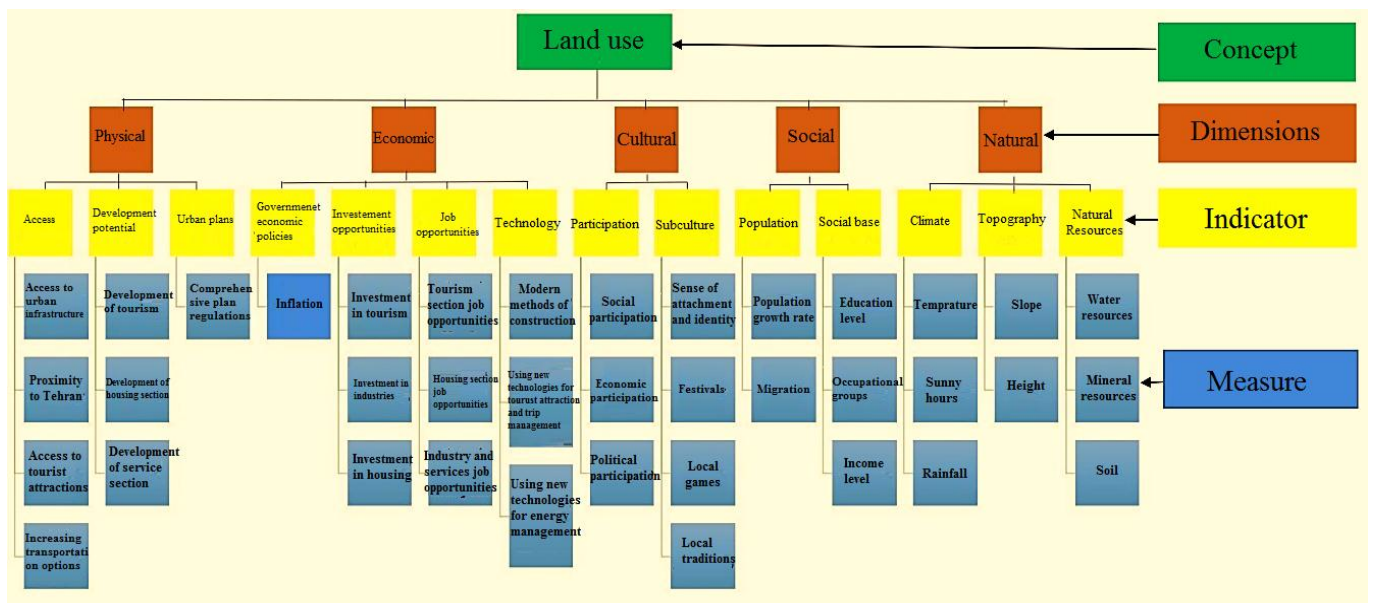 Land use
Concept
Physical
Economic
Cultural
Social
Natural
Dimensions
Access
Development
potential
Urban plans
Governmenet
economic
policies
Investement
opportunities
Job
opportunities
Technology
Participation
Subculture
Population
Social base
Climate
Topography
Natural
Resources
Indicator
Access to
urban
infrastructure
Development
of tourism
Comprehen
sive plan
regulations
Inflation
Investment
in tourism
Tourism
section job
opportunities
Modern
methods of
construction
Social
participation
Sense of
attachment
and identity
Population
growth rate
Education
level
Temprature
Slope
Water
resources
Proximity
to Tehran
Development of
housing section
Investment in
industries
Housing section
job
opportunities
Using new
technologies for
tourust attraction
and trip
management
Economic
participation
Festivals
Migration
Occupational
groups
Sunny
hours
Height
Mineral
resources
Measure
Access to
tourist
attractions
Development
of service
section
Investment
in housing
Industry and
services job
opportunities
Using new
technologies
for energy
management
Political
participation
Local
games
Income
level
Rainfall
Soil
Increasing
transportati
on options
Local
traditions